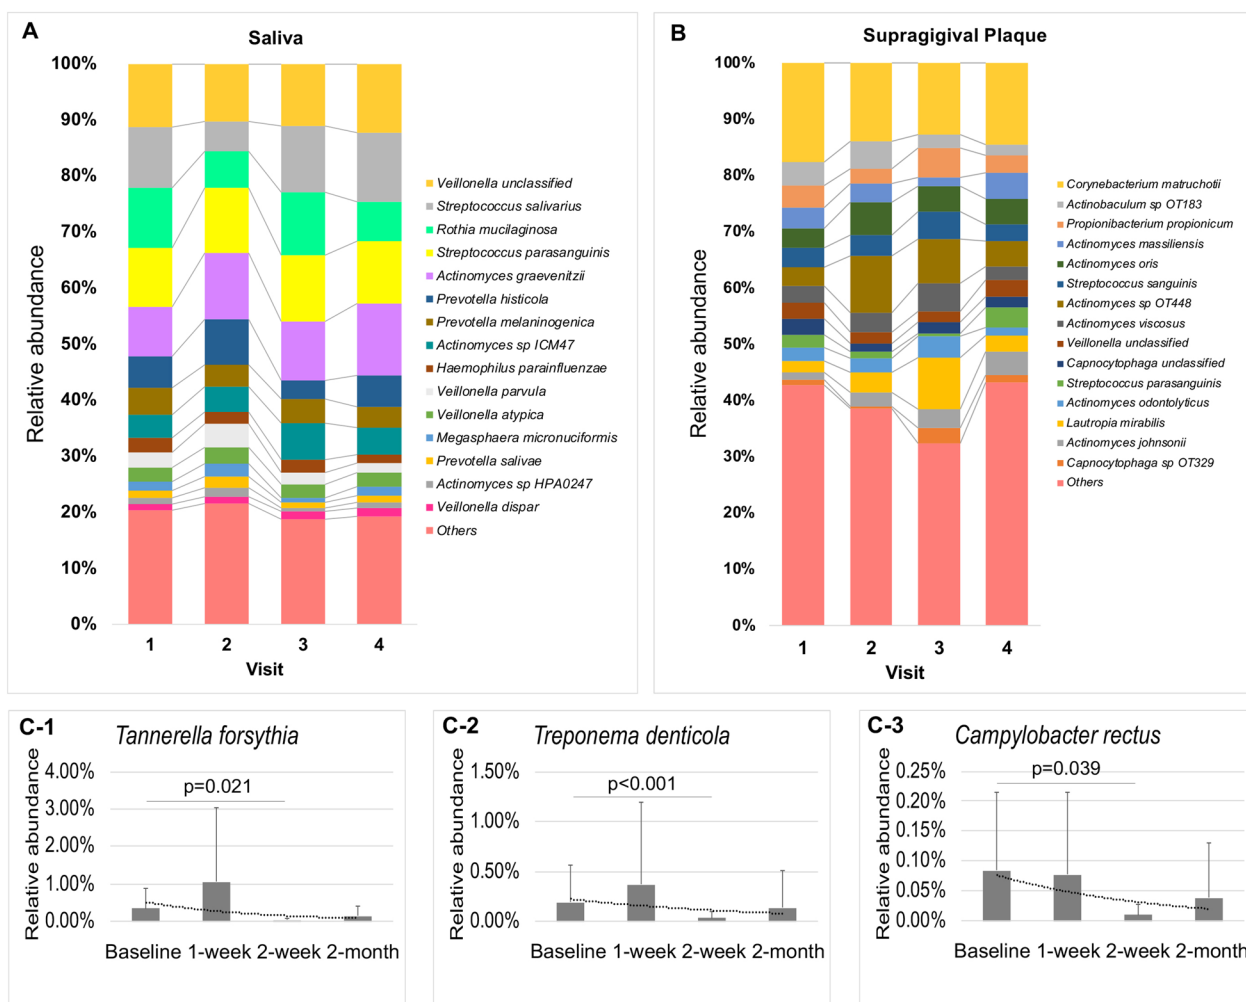 A
Saliva
100%
90%
80%
70%
60%
50%
40%
30%
20%
10%
0%
Relative abundance
1 2 3 4
Visit
Veillonella unclassified
Streptococcus salivarius
Rothia mucilaginosa
Streptococcus parasanguinis
Actinomyces graevenitzii
Prevotella histicola
Prevotella melaninogenica
Actinomyces sp ICM47
Haemophilus parainfluenzae
Veillonella parvula
Veillonella atypica
Megasphaera micronuciformis
Prevotella salivae
Actinomyces sp HPA0247
Veillonella dispar
Others
B
Supragigival Plaque
100%
90%
80%
70%
60%
50%
40%
30%
20%
10%
0%
Relative abundance
1 2 3 4
Visit
Corynebacterium matruchotii
Actinobaculum sp OT183
Propionibacterium propionicum
Actinomyces massiliensis
Actinomyces oris
Streptococcus sanguinis
Actinomyces sp OT448
Actinomyces viscosus
Veillonella unclassified
Capnocytophaga unclassified
Streptococcus parasanguinis
Actinomyces odontolyticus
Lautropia mirabilis
Actinomyces johnsonii
Capnocytophaga sp OT329
Others
C-1
Tannerella forsythia
Relative abundance
4.00%
3.00%
2.00%
1.00%
0.00%
p=0.021
Baseline 1-week 2-week 2-month
C-2
Treponema denticola
Relative abundance
1.50%
1.00%
0.50%
0.00%
p<0.001
Baseline 1-week 2-week 2-month
C-3
Campylobacter rectus
Relative abundance
0.25%
0.20%
0.15%
0.10%
0.05%
0.00%
p=0.039
Baseline 1-week 2-week 2-month